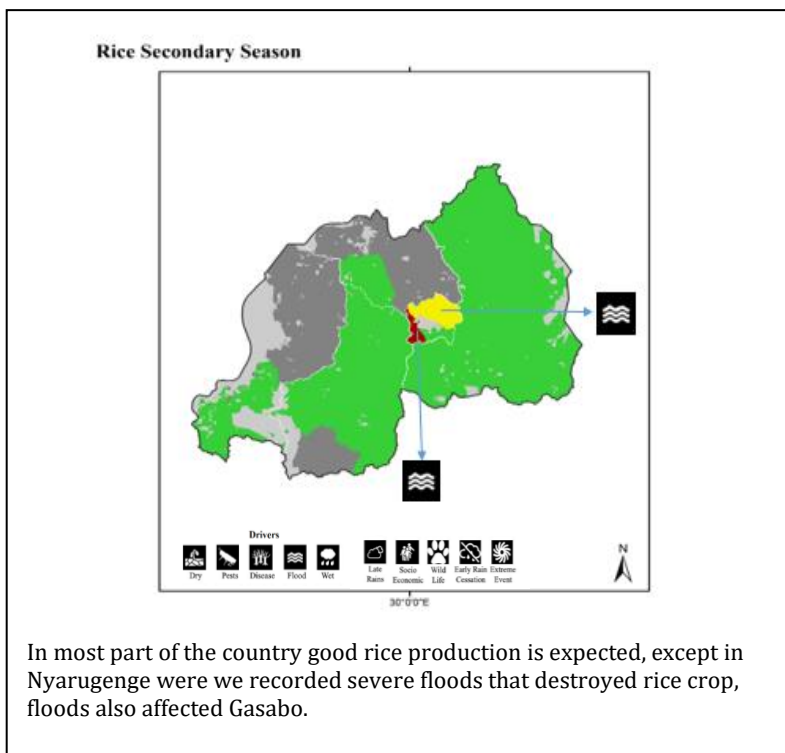 Rice Secondary Season
Drivers
Dry
Pests
Disease
Flood
Wet
Late
Rains
Socio
Economic
Wild
Life
Early Rain
Cessation
Extreme
Event
N
30°0'0"E
In most part of the country good rice production is expected, except in
Nyarugenge were we recorded severe floods that destroyed rice crop,
floods also affected Gasabo.